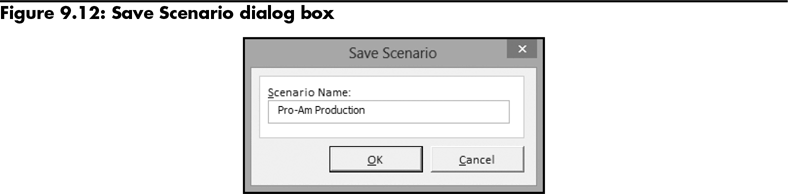 Figure 9.12: Save Scenario dialog box
Save Scenario
Scenario Name:
Pro-Am Production
OK
Cancel